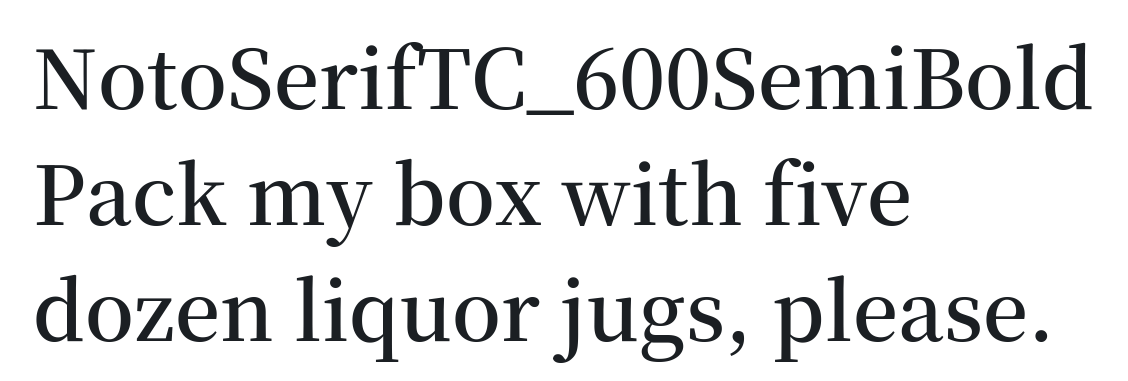 NotoSerifTC_600SemiBold
Pack my box with five
dozen liquor jugs, please.